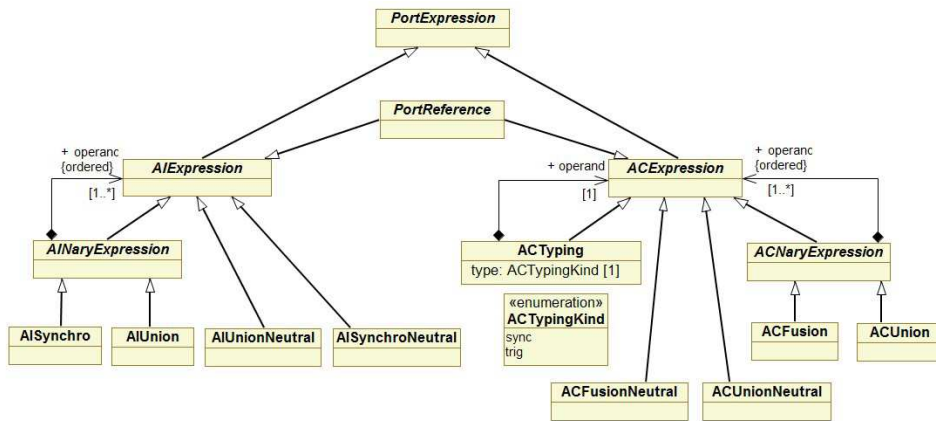 PortExpression
PortReference
+ operanc
{ordered}
AIExpression
[1..*]
+ operand
[1]
ACExpression
+ operanc
{ordered}
[1..*]
AINaryExpression
ACTyping
type: ACTypingKind [1]
ACNaryExpression
«enumeration»
ACTypingKind
sync
trig
AISynchro
AIUnion
AIUnionNeutral
AISynchroNeutral
ACFusion
ACUnion
ACFusionNeutral
ACUnionNeutral